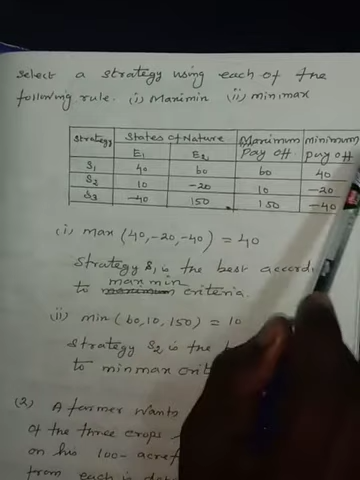 select a strategy using each of the
following rule. (i) Maximin (ii) minimax
Strategy States of Nature Maximum Pay off minimum pay off
E1 E2
S1 40 60 60 40
S2 10 -20 10 -20
S3 -40 150 150 -40
(i) max (40, -20, -40) = 40
Strategy S1 is the best accordi
max min
to criteria.
ii) min (60, 10, 150) = 10
Strategy S2 is the
to minmax crit
(2) A farmer wants
of the three crops
on his 100- acre f
from each is de